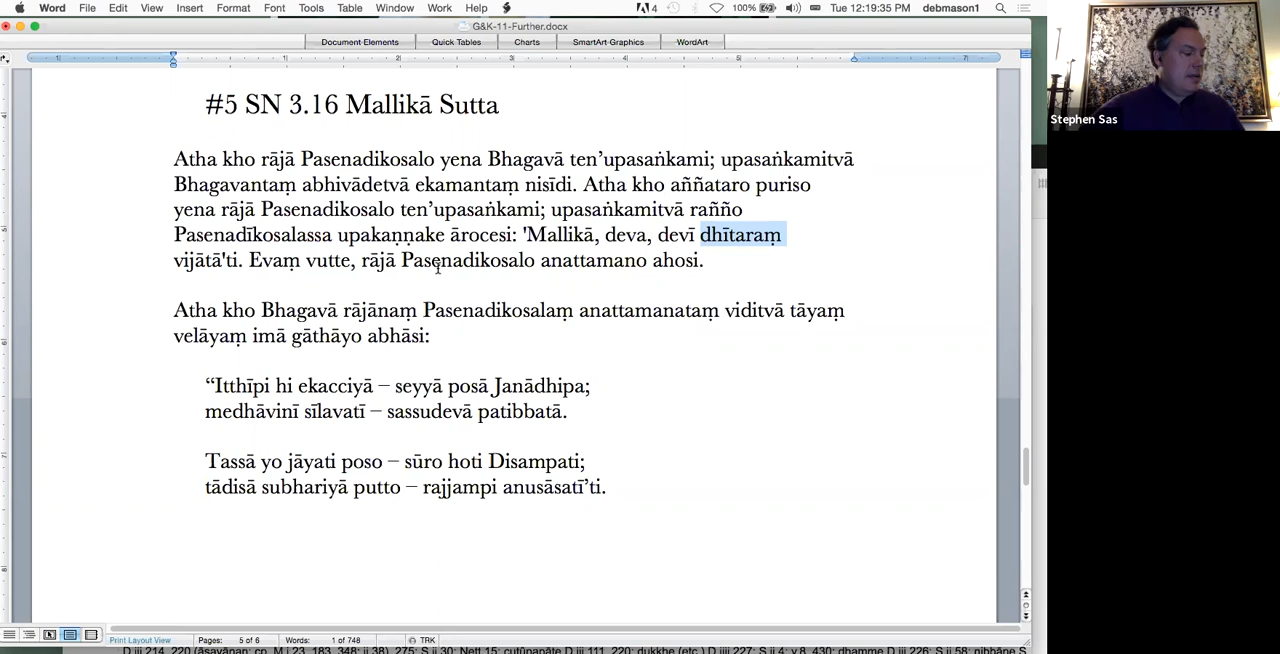 Word File Edit View Insert Format Font Tools Table Window Work Help 4 100% Tue 12:19:35 PM debmason1
G&K-11-Further.docx
Document Elements Quick Tables Charts SmartArt Graphics WordArt
#5 SN 3.16 Mallikā Sutta
Atha kho rājā Pasenadikosalo yena Bhagavā ten’upasaṅkami; upasaṅkamitvā
Bhagavantaṃ abhivādetvā ekamantaṃ nisīdi. Atha kho aññataro puriso
yena rājā Pasenadikosalo ten’upasaṅkami; upasaṅkamitvā rañño
Pasenadīkosalassa upakaṇṇake ārocesi: 'Mallikā, deva, devī dhītaraṃ
vijātā'ti. Evaṃ vutte, rājā Pasenadikosalo anattamano ahosi.
Atha kho Bhagavā rājānaṃ Pasenadikosalaṃ anattamanataṃ viditvā tāyaṃ
velāyaṃ imā gāthāyo abhāsi:
“Itthīpi hi ekacciyā – seyyā posā Janādhipa;
medhāvinī sīlavatī – sassudevā patibbatā.
Tassā yo jāyati poso – sūro hoti Disampati;
tādisā subhariyā putto – rajjampi anusāsatī’ti.
Print Layout View Pages: 5 of 6 Words: 1 of 748 TRK
Stephen Sas